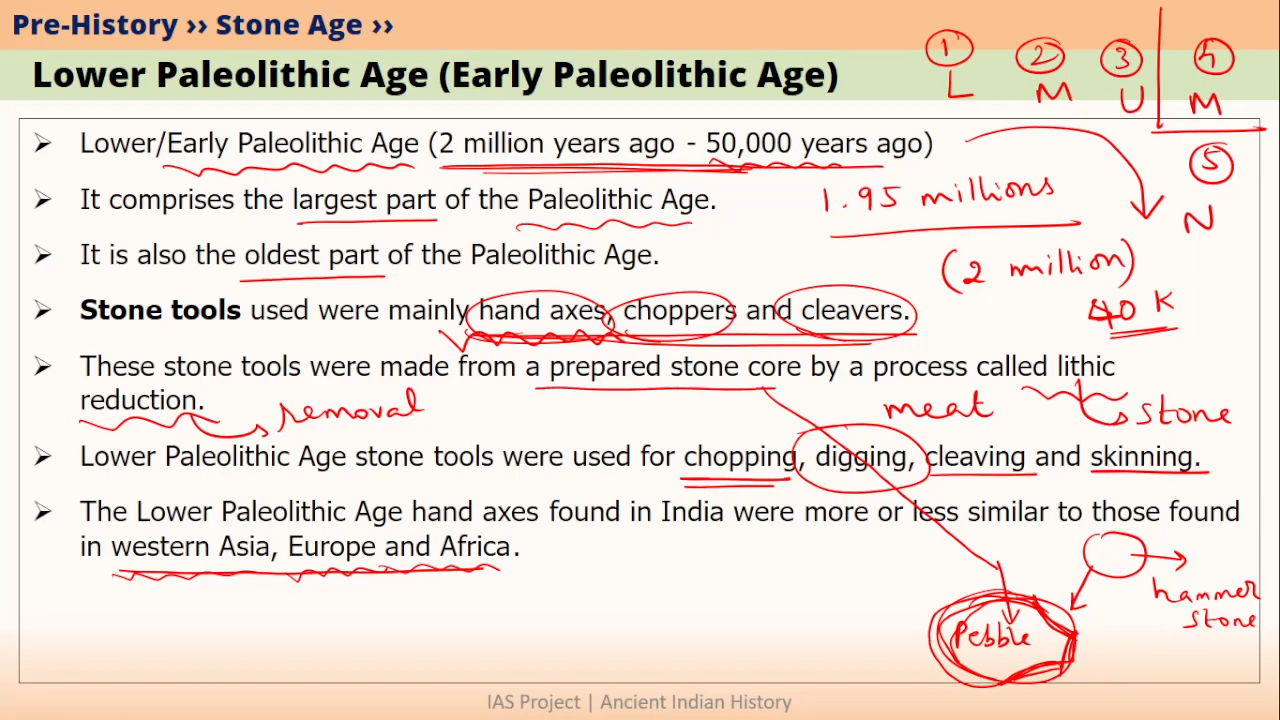 Pre-History ›› Stone Age ››
1 2 3 4
L M U M
Lower Paleolithic Age (Early Paleolithic Age)
➢ Lower/Early Paleolithic Age (2 million years ago - 50,000 years ago)
5
N
➢ It comprises the largest part of the Paleolithic Age.
1.95 millions
➢ It is also the oldest part of the Paleolithic Age.
(2 million)
➢ Stone tools used were mainly hand axes, choppers and cleavers.
40 K
➢ These stone tools were made from a prepared stone core by a process called lithic
reduction.
removal
meat
stone
➢ Lower Paleolithic Age stone tools were used for chopping, digging, cleaving and skinning.
➢ The Lower Paleolithic Age hand axes found in India were more or less similar to those found
in western Asia, Europe and Africa.
hammer
stone
Pebble
IAS Project | Ancient Indian History